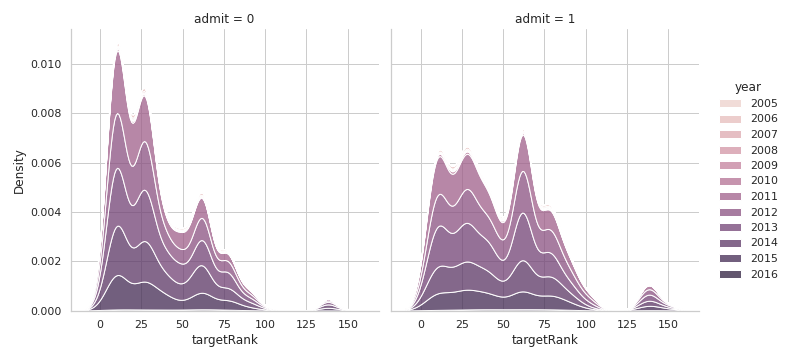 admit = 0
admit = 1
0.010
0.008
0.006
0.004
0.002
0.000
Density
0 25 50 75 100 125 150
0 25 50 75 100 125 150
targetRank
targetRank
year
2005
2006
2007
2008
2009
2010
2011
2012
2013
2014
2015
2016